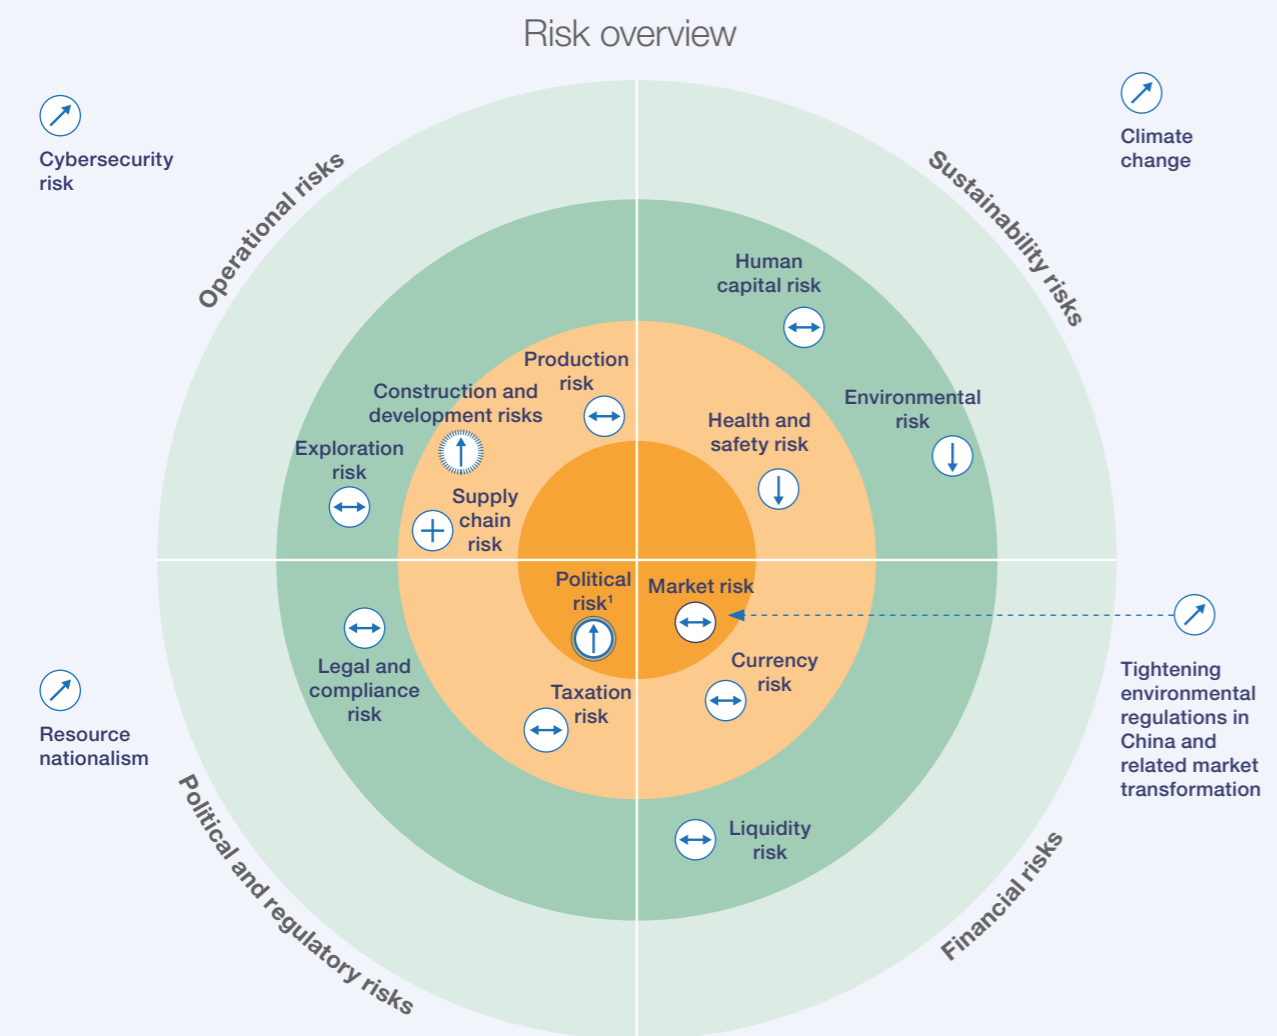 Risk overview
Cybersecurity
risk
Climate
change
Operational risks
Sustainability risks
Human
capital risk
Production
risk
Construction and
development risks
Exploration
risk
Supply
chain
risk
Health and
safety risk
Environmental
risk
Political
risk¹
Market risk
Legal and
compliance
risk
Taxation
risk
Currency
risk
Liquidity
risk
Resource
nationalism
Tightening
environmental
regulations in
China and
related market
transformation
Political and regulatory risks
Financial risks